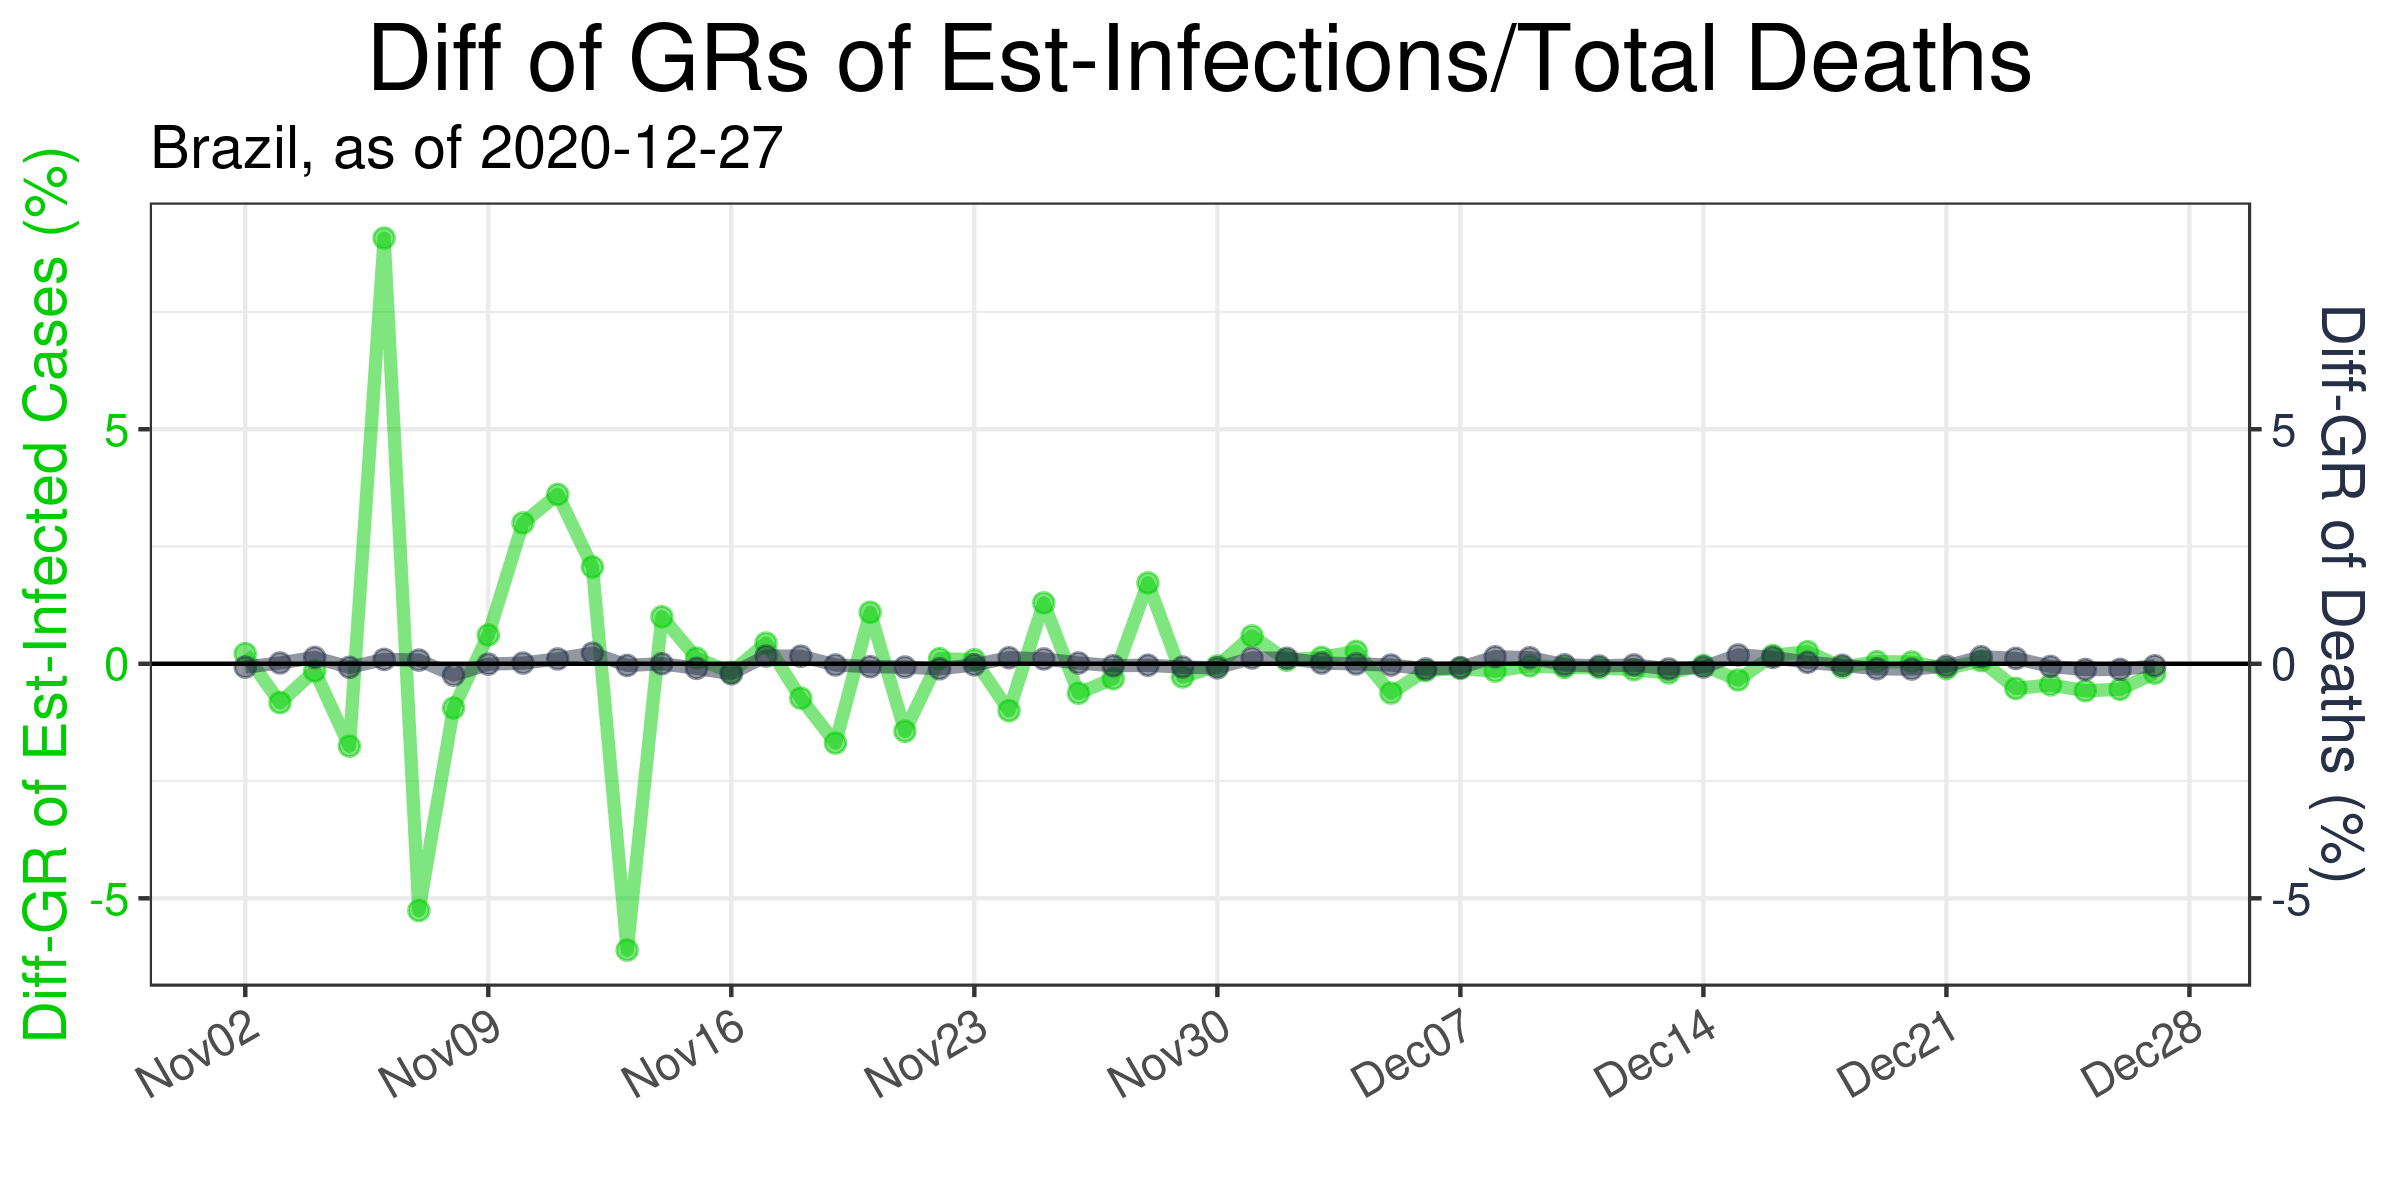 Diff of GRs of Est-Infections/Total Deaths
Brazil, as of 2020-12-27
Diff-GR of Est-Infected Cases (%)
5
0
-5
5
0
-5
Diff-GR of Deaths (%)
Nov02
Nov09
Nov16
Nov23
Nov30
Dec07
Dec14
Dec21
Dec28